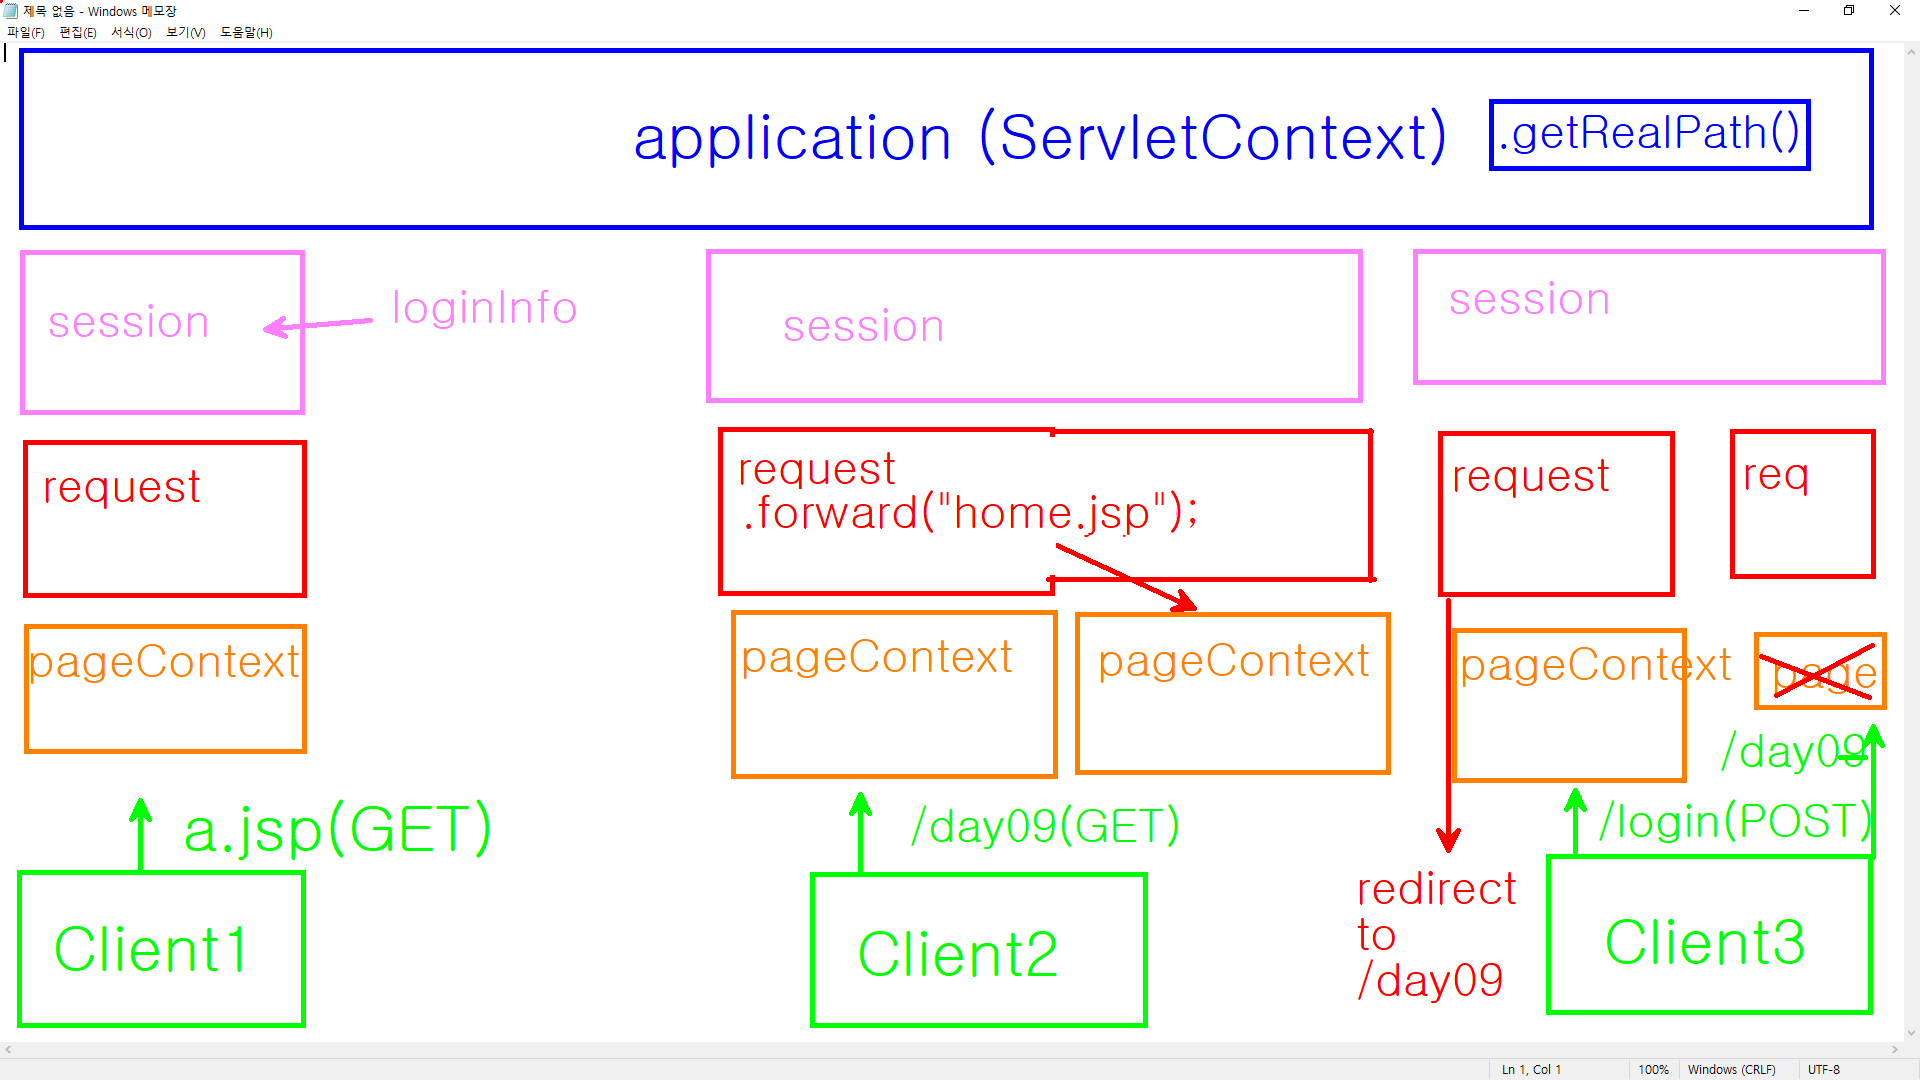 제목 없음 - Windows 메모장
파일(F) 편집(E) 서식(O) 보기(V) 도움말(H)
application (ServletContext) .getRealPath()
session
loginInfo
session
session
request
request
.forward("home.jsp");
request
req
pageContext
pageContext
pageContext
pageContext
page
/day09
a.jsp(GET)
/day09(GET)
/login(POST)
Client1
Client2
redirect
to
/day09
Client3
Ln 1, Col 1 100% Windows (CRLF) UTF-8